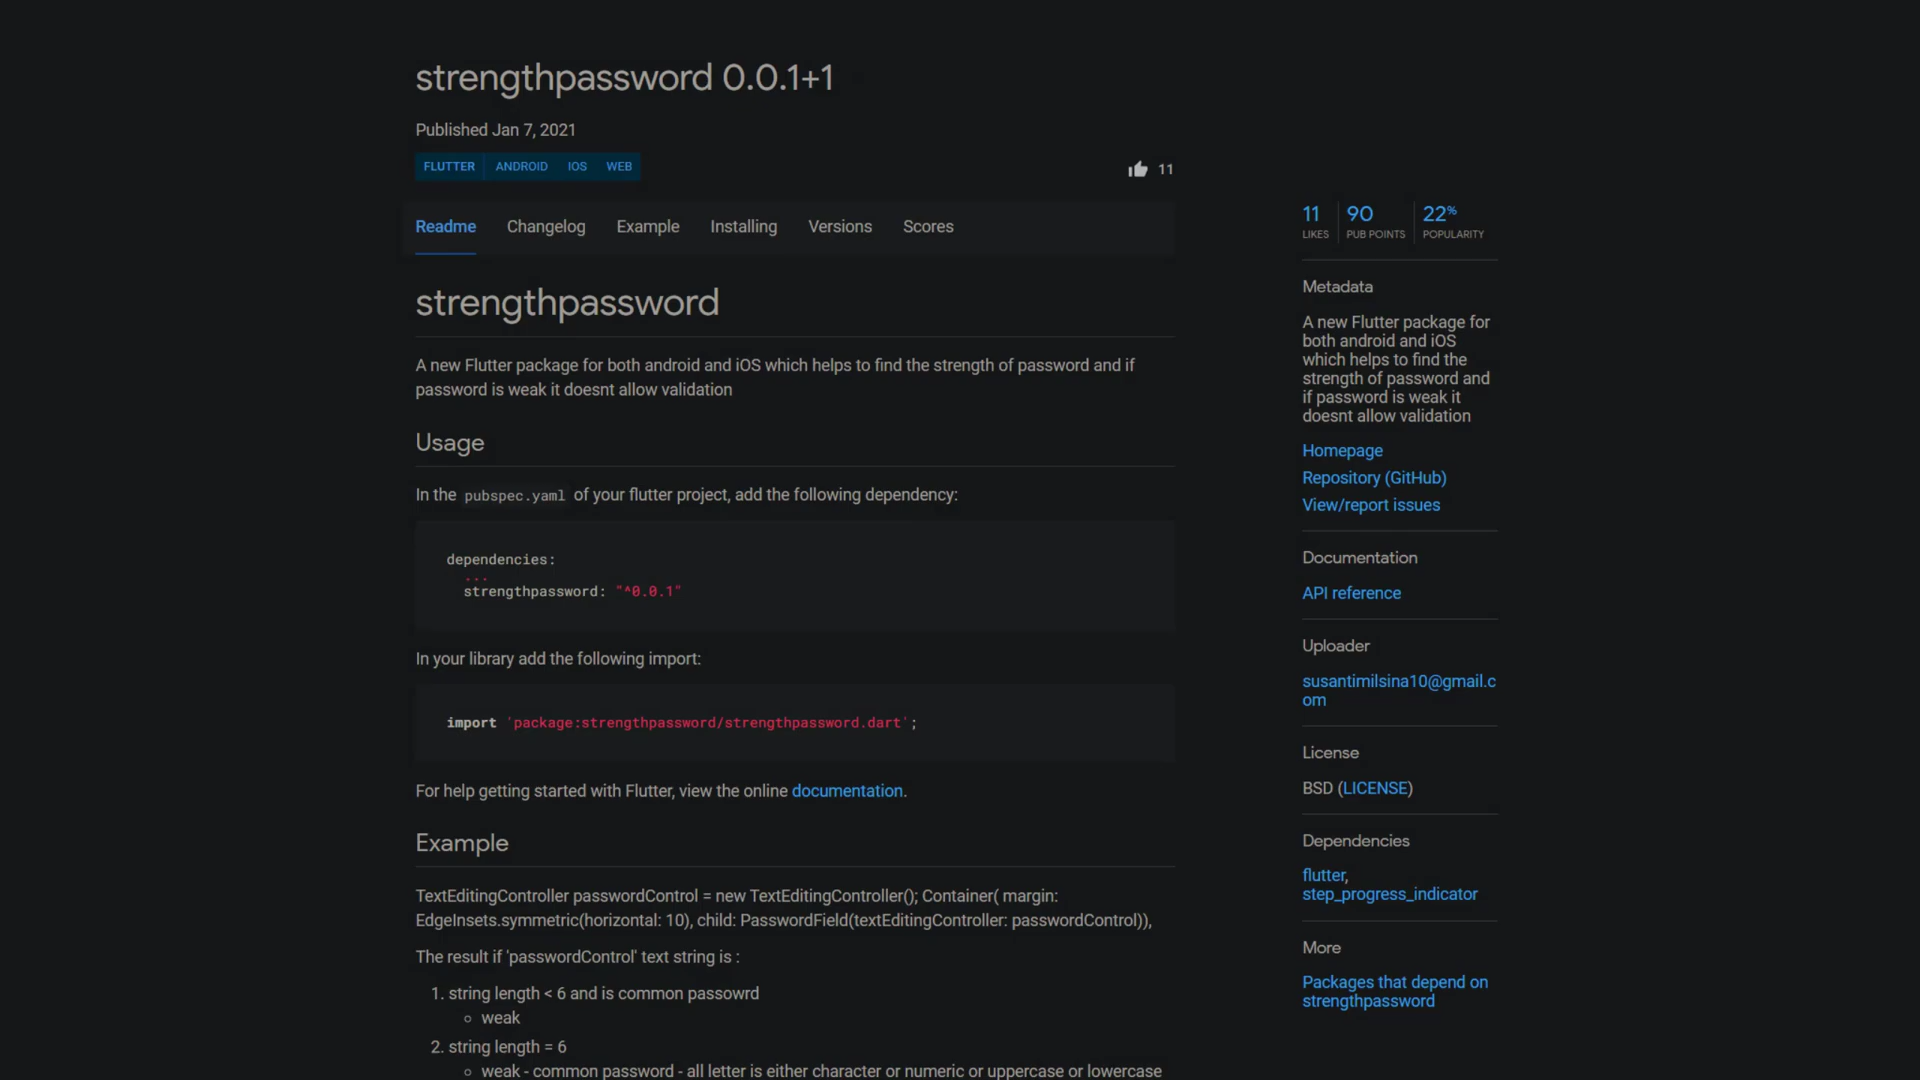 strengthpassword 0.0.1+1
Published Jan 7, 2021
FLUTTER ANDROID IOS WEB
11
Readme Changelog Example Installing Versions Scores
strengthpassword
A new Flutter package for both android and iOS which helps to find the strength of password and if
password is weak it doesnt allow validation
Usage
In the pubspec.yaml of your flutter project, add the following dependency:
dependencies:
...
strengthpassword: "^0.0.1"
In your library add the following import:
import 'package:strengthpassword/strengthpassword.dart';
For help getting started with Flutter, view the online documentation.
Example
TextEditingController passwordControl = new TextEditingController(); Container( margin:
EdgeInsets.symmetric(horizontal: 10), child: PasswordField(textEditingController: passwordControl)),
The result if 'passwordControl' text string is :
1. string length < 6 and is common passowrd
weak
2. string length = 6
weak - common password - all letter is either character or numeric or uppercase or lowercase
11 90 22%
LIKES PUB POINTS POPULARITY
Metadata
A new Flutter package for
both android and iOS
which helps to find the
strength of password and
if password is weak it
doesnt allow validation
Homepage
Repository (GitHub)
View/report issues
Documentation
API reference
Uploader
susantimilsina10@gmail.c
om
License
BSD (LICENSE)
Dependencies
flutter,
step_progress_indicator
More
Packages that depend on
strengthpassword